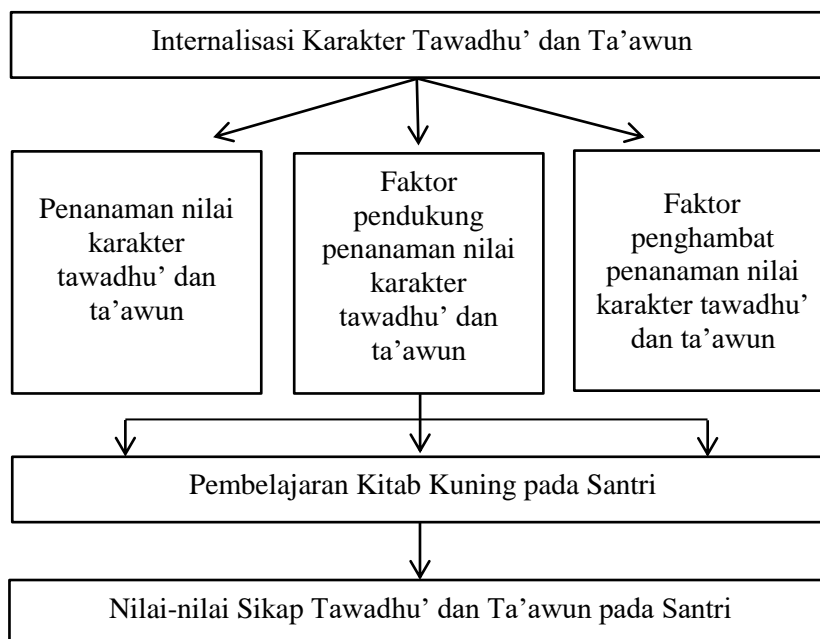 Internalisasi Karakter Tawadhu’ dan Ta’awun
Penanaman nilai
karakter
tawadhu’ dan
ta’awun
Faktor
pendukung
penanaman nilai
karakter
tawadhu’ dan
ta’awun
Faktor
penghambat
penanaman nilai
karakter tawadhu’
dan ta’awun
Pembelajaran Kitab Kuning pada Santri
Nilai-nilai Sikap Tawadhu’ dan Ta’awun pada Santri